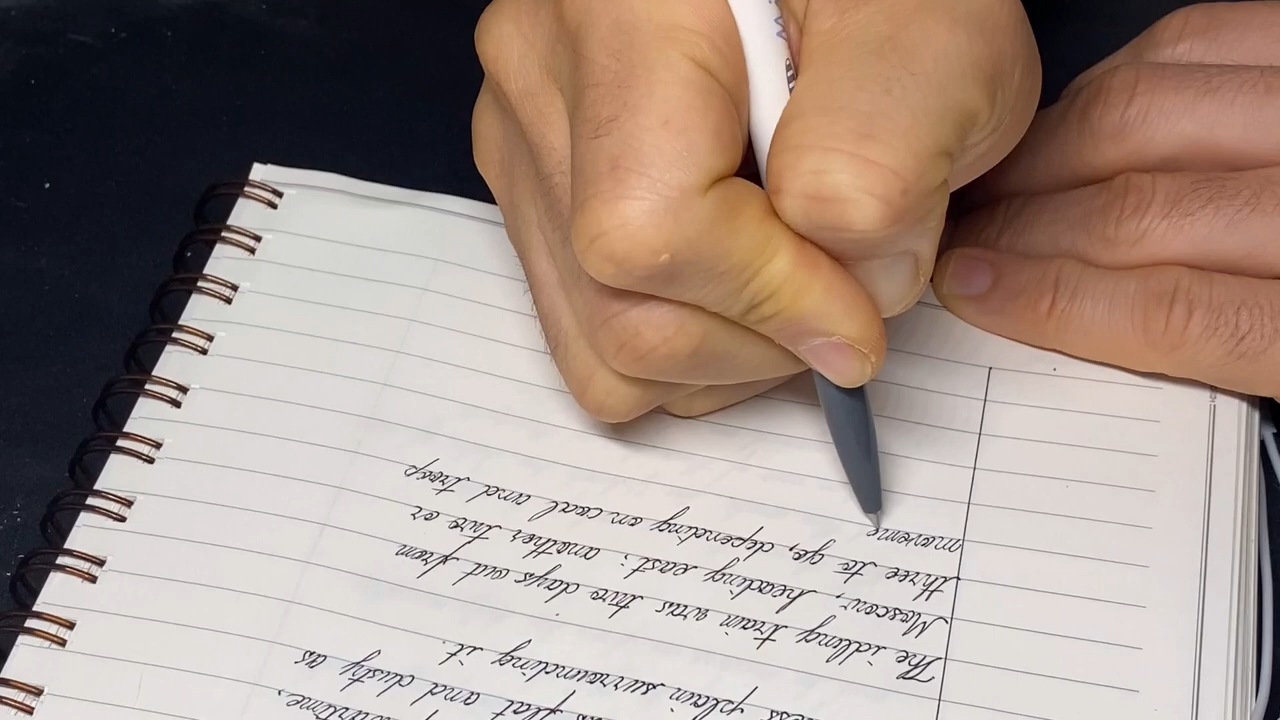 flat and dusty as
plain surrounding it.
The idling train was two days out from
Moscow, heading east; another two or
three to go, depending on coal and troop
moveme